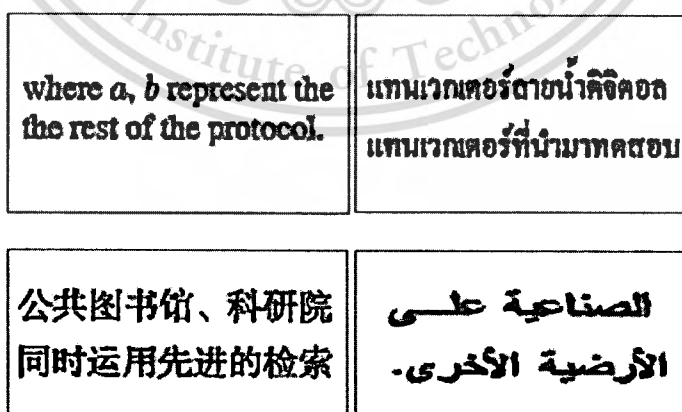 Institute of Technol
where a, b represent the
the rest of the protocol.
แทนเวกเตอร์ลายน้ำดิจิตอล
แทนเวกเตอร์ที่นำมาทดสอบ
公共图书馆、科研院
同时运用先进的检索
الصناعية على
الأرضية الأخرى.